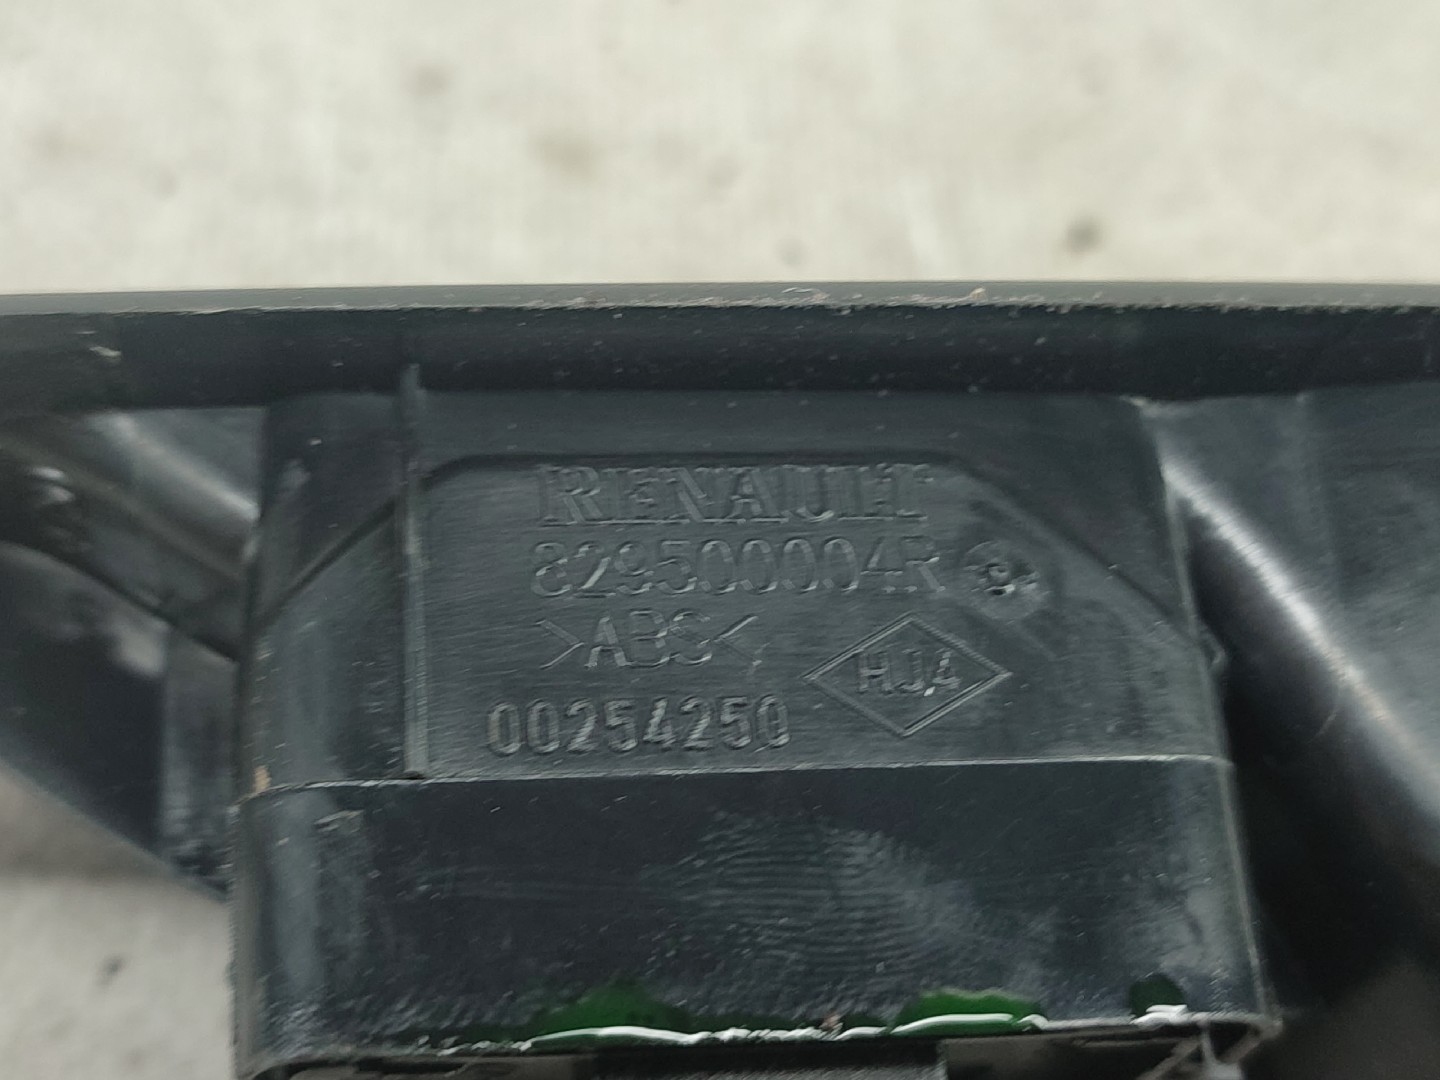 RENAULT
829500004R
>ABS<
HJA
00254250